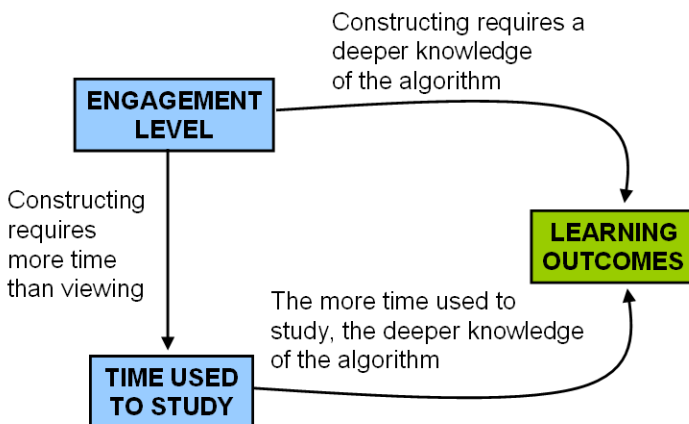 Constructing requires a
deeper knowledge
of the algorithm
ENGAGEMENT
LEVEL
Constructing
requires
more time
than viewing
LEARNING
OUTCOMES
The more time used to
study, the deeper knowledge
of the algorithm
TIME USED
TO STUDY